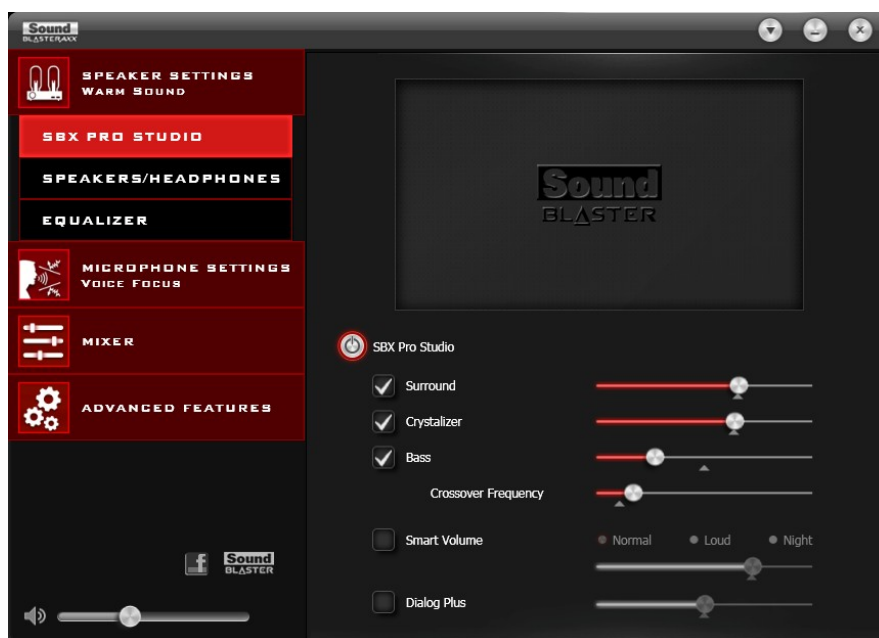 Sound
BLASTERAXX
SPEAKER SETTINGS
WARM SOUND
SBX PRO STUDIO
SPEAKERS/HEADPHONES
EQUALIZER
MICROPHONE SETTINGS
VOICE FOCUS
MIXER
ADVANCED FEATURES
Sound
BLASTER
Sound
BLASTER
SBX Pro Studio
Surround
Crystalizer
Bass
Crossover Frequency
Smart Volume
Normal Loud Night
Dialog Plus